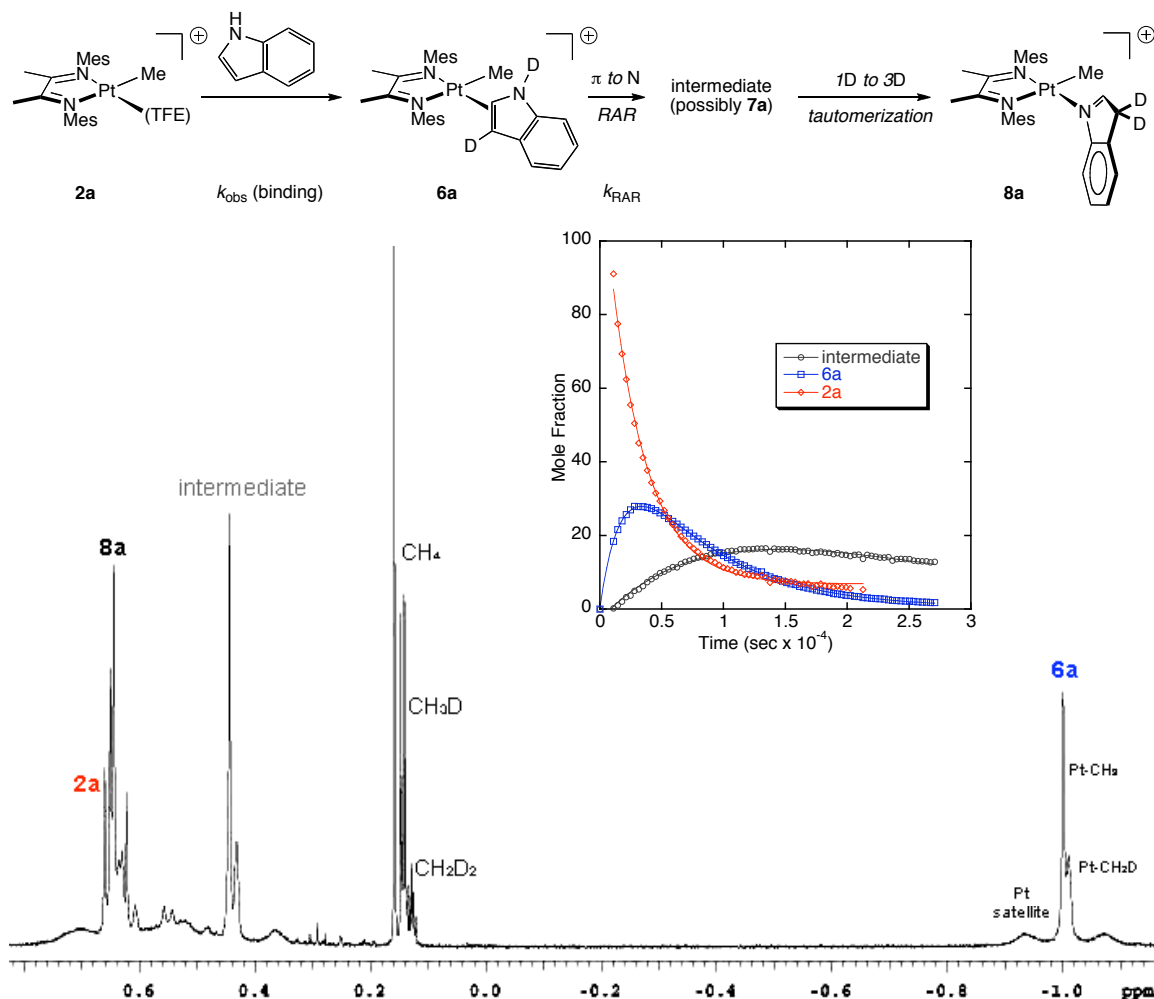 H
N
Mes
N
Me
Pt
N
Mes
(TFE)
⊕
2a
k_obs (binding)
Mes
N
Me
D
Pt
N
N
Mes
D
⊕
6a
π to N
RAR
k_RAR
intermediate
(possibly 7a)
1D to 3D
tautomerization
Mes
N
Me
Pt
D
N
N
D
Mes
⊕
8a
100
80
60
40
20
0
Mole Fraction
intermediate
6a
2a
0
0.5
1
1.5
2
2.5
3
Time (sec x 10⁻⁴)
intermediate
8a
2a
CH₄
CH₃D
CH₂D₂
6a
Pt-CH₃
Pt-CH₂D
Pt
satellite
0.6 0.4 0.2 0.0 -0.2 -0.4 -0.6 -0.8 -1.0 ppm